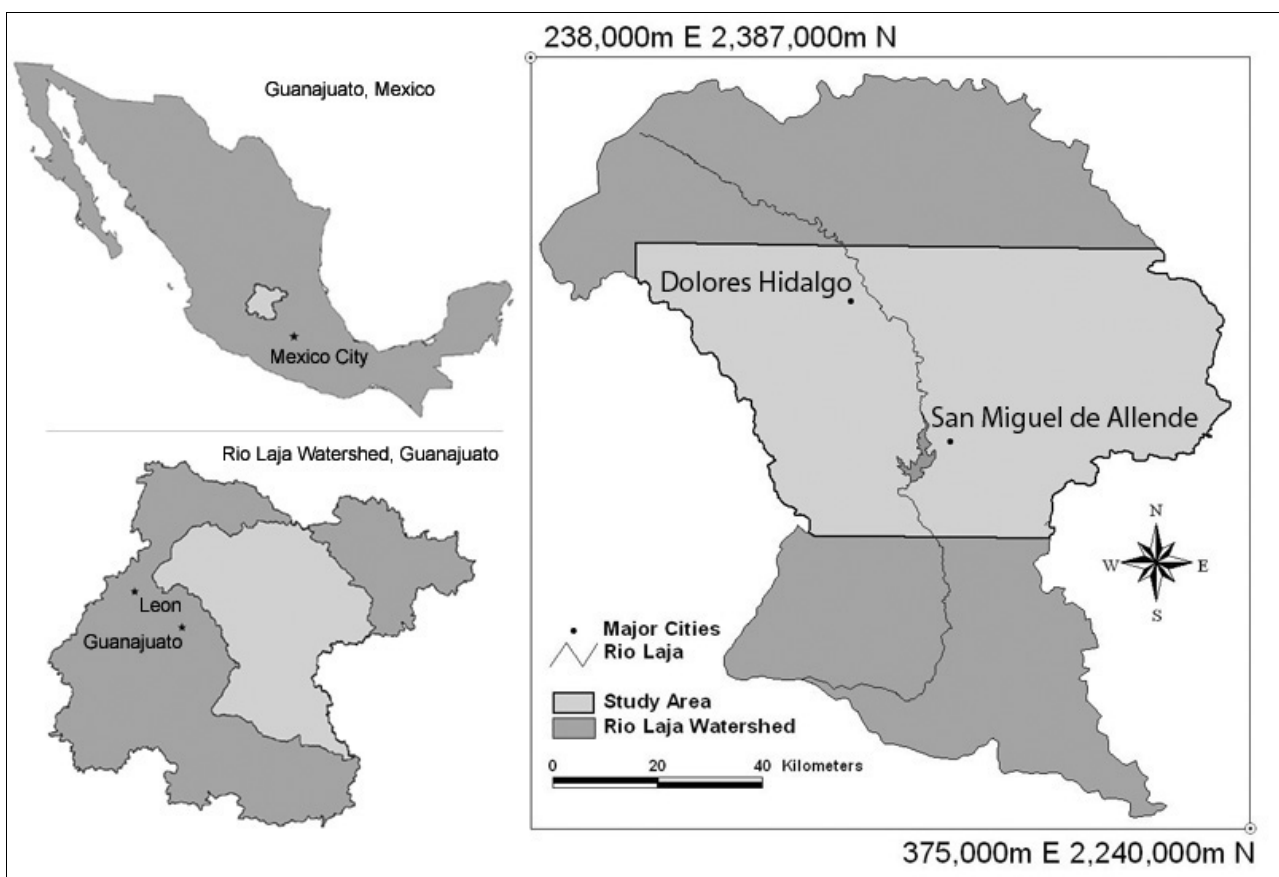 Guanajuato, Mexico
Mexico City
Rio Laja Watershed, Guanajuato
Leon
Guanajuato
238,000m E 2,387,000m N
Dolores Hidalgo
San Miguel de Allende
N
W E
S
Major Cities
Rio Laja
Study Area
Rio Laja Watershed
0 20 40 Kilometers
375,000m E 2,240,000m N